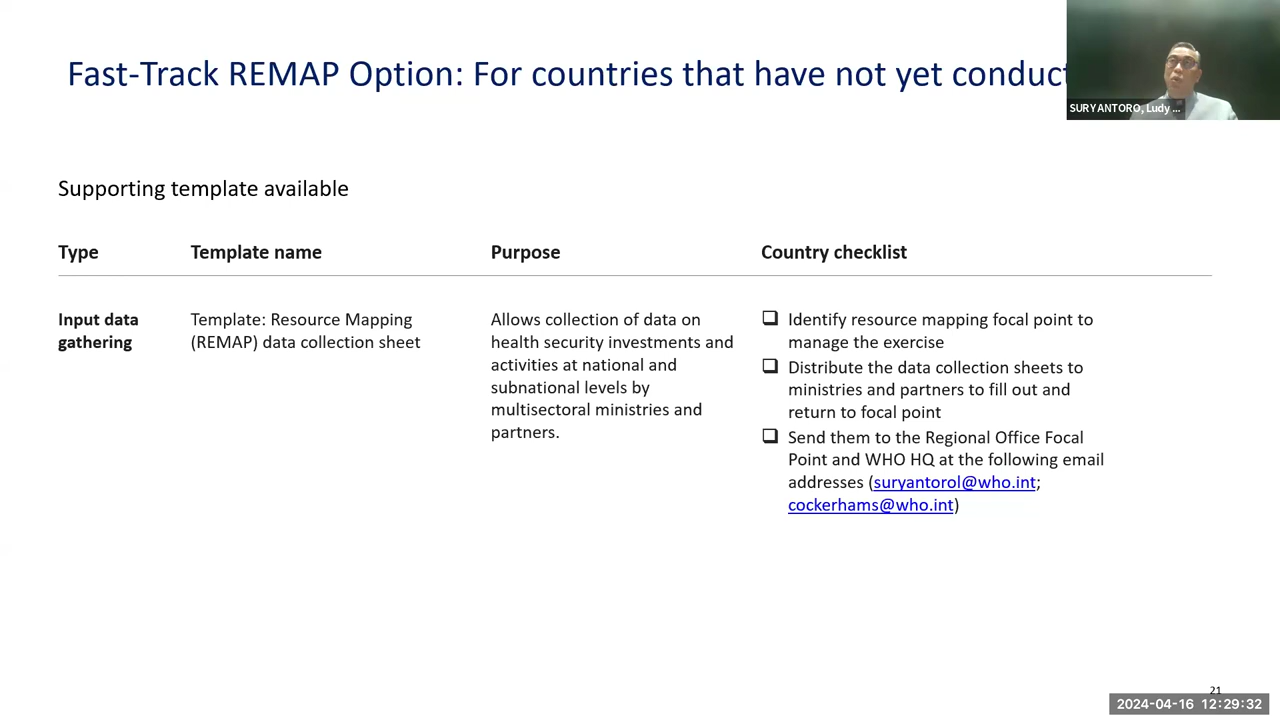 Fast-Track REMAP Option: For countries that have not yet conduct
SURYANTORO, Ludy ...
Supporting template available
Type
Template name
Purpose
Country checklist
Input data
gathering
Template: Resource Mapping
(REMAP) data collection sheet
Allows collection of data on
health security investments and
activities at national and
subnational levels by
multisectoral ministries and
partners.
❑ Identify resource mapping focal point to
manage the exercise
❑ Distribute the data collection sheets to
ministries and partners to fill out and
return to focal point
❑ Send them to the Regional Office Focal
Point and WHO HQ at the following email
addresses (suryantorol@who.int;
cockerhams@who.int)
21
2024-04-16 12:29:32